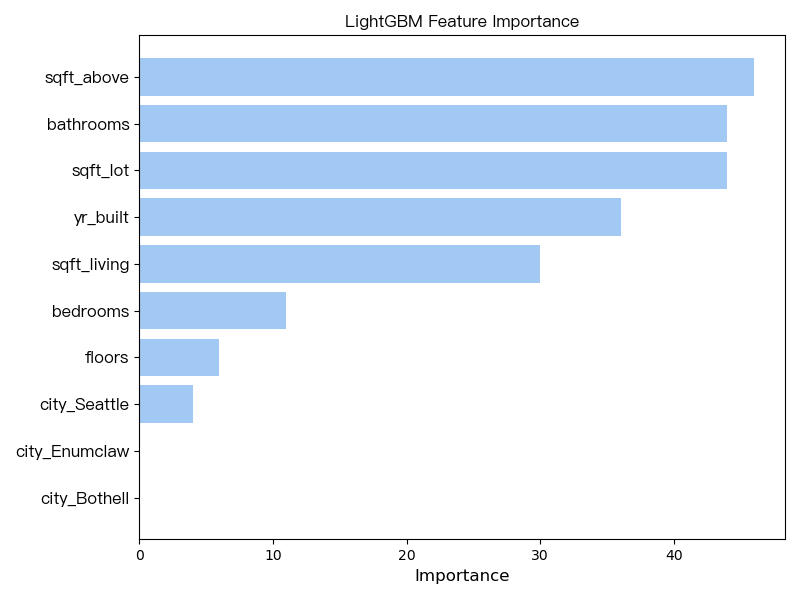 LightGBM Feature Importance
sqft_above
bathrooms
sqft_lot
yr_built
sqft_living
bedrooms
floors
city_Seattle
city_Enumclaw
city_Bothell
0 10 20 30 40
Importance